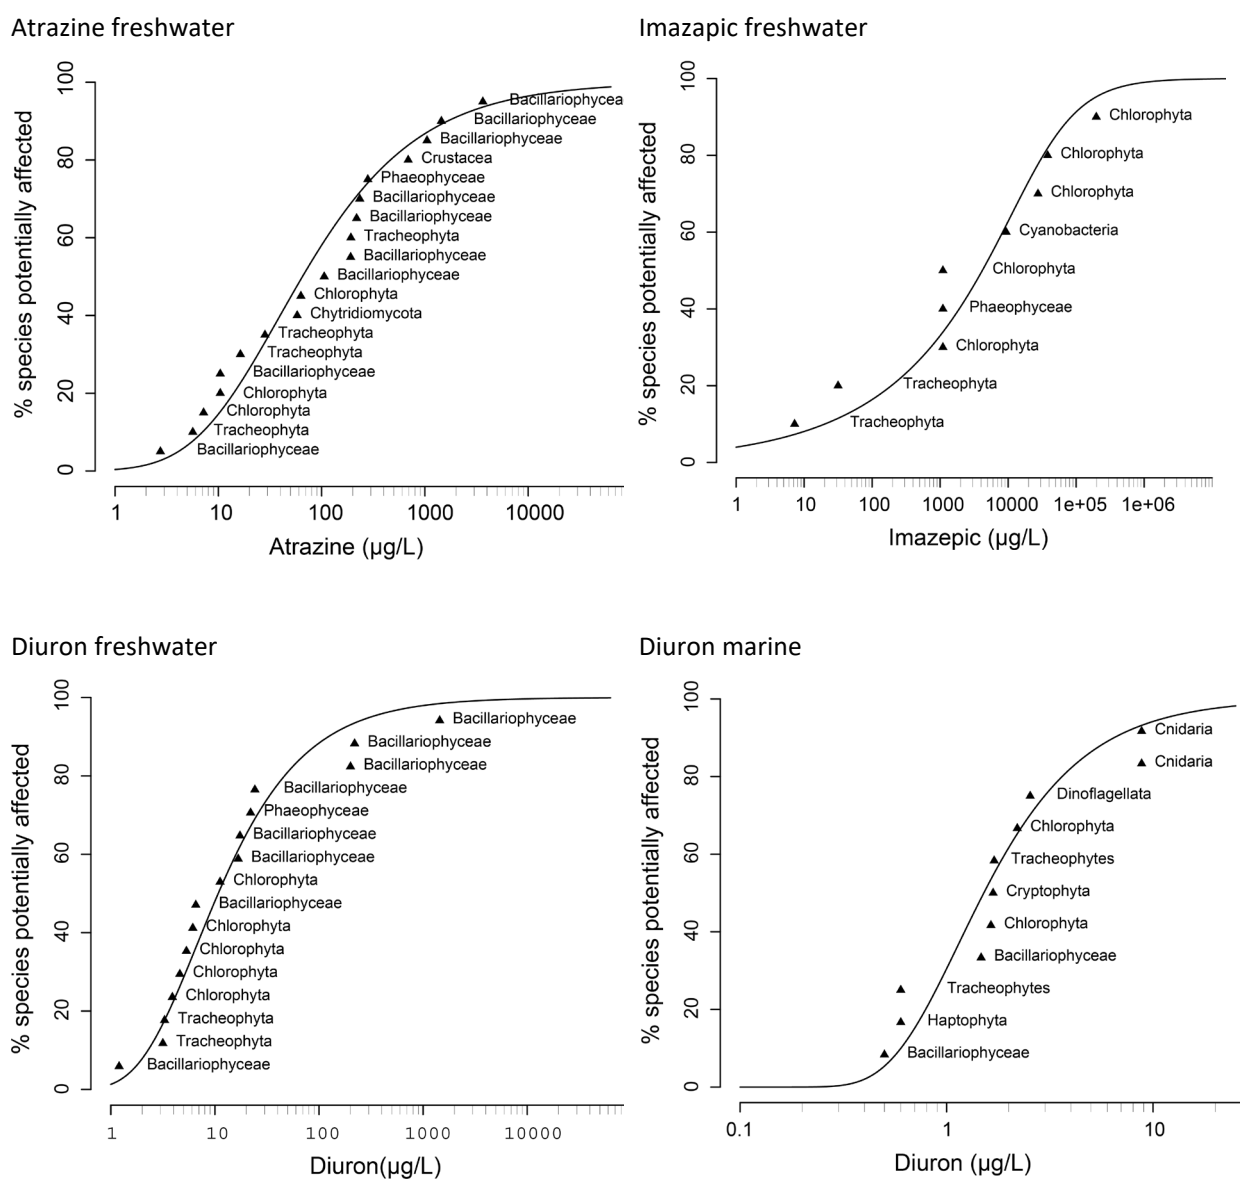 Atrazine freshwater
% species potentially affected
100
80
60
40
20
0
Bacillariophycea
Bacillariophyceae
Bacillariophyceae
Crustacea
Phaeophyceae
Bacillariophyceae
Bacillariophyceae
Tracheophyta
Bacillariophyceae
Bacillariophyceae
Chlorophyta
Chytridiomycota
Tracheophyta
Tracheophyta
Bacillariophyceae
Chlorophyta
Chlorophyta
Tracheophyta
Bacillariophyceae
1 10 100 1000 10000
Atrazine (µg/L)
Imazapic freshwater
% species potentially affected
100
80
60
40
20
0
Chlorophyta
Chlorophyta
Chlorophyta
Cyanobacteria
Chlorophyta
Phaeophyceae
Chlorophyta
Tracheophyta
Tracheophyta
1 10 100 1000 10000 1e+05 1e+06
Imazepic (µg/L)
Diuron freshwater
% species potentially affected
100
80
60
40
20
0
Bacillariophyceae
Bacillariophyceae
Bacillariophyceae
Bacillariophyceae
Phaeophyceae
Bacillariophyceae
Bacillariophyceae
Chlorophyta
Bacillariophyceae
Chlorophyta
Chlorophyta
Chlorophyta
Chlorophyta
Tracheophyta
Tracheophyta
Bacillariophyceae
1 10 100 1000 10000
Diuron(µg/L)
Diuron marine
% species potentially affected
100
80
60
40
20
0
Cnidaria
Cnidaria
Dinoflagellata
Chlorophyta
Tracheophytes
Cryptophyta
Chlorophyta
Bacillariophyceae
Tracheophytes
Haptophyta
Bacillariophyceae
0.1 1 10
Diuron (µg/L)